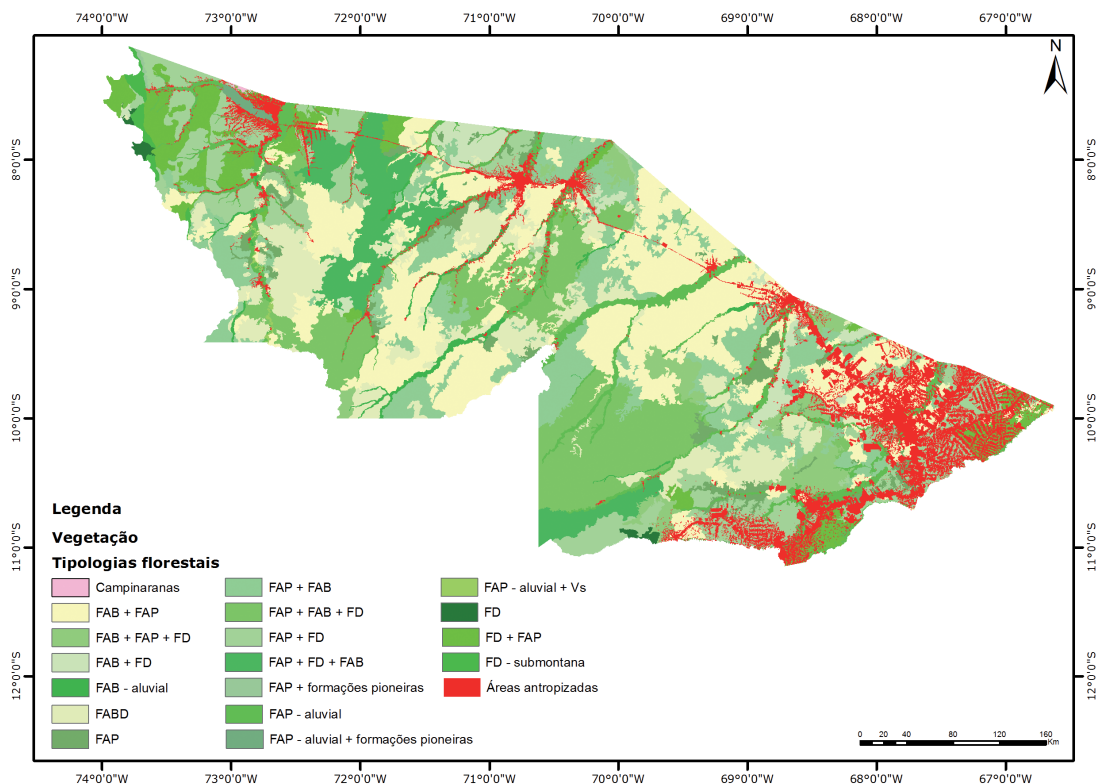 74°0'0"W 73°0'0"W 72°0'0"W 71°0'0"W 70°0'0"W 69°0'0"W 68°0'0"W 67°0'0"W
N
8°0'0"S 8°0'0"S
9°0'0"S 9°0'0"S
10°0'0"S 10°0'0"S
11°0'0"S 11°0'0"S
12°0'0"S 12°0'0"S
Legenda
Vegetação
Tipologias florestais
Campinaranas
FAB + FAP
FAB + FAP + FD
FAB + FD
FAB - aluvial
FABD
FAP
FAP + FAB
FAP + FAB + FD
FAP + FD
FAP + FD + FAB
FAP + formações pioneiras
FAP - aluvial
FAP - aluvial + formações pioneiras
FAP - aluvial + Vs
FD
FD + FAP
FD - submontana
Áreas antropizadas
0 20 40 80 120 160
Km
74°0'0"W 73°0'0"W 72°0'0"W 71°0'0"W 70°0'0"W 69°0'0"W 68°0'0"W 67°0'0"W